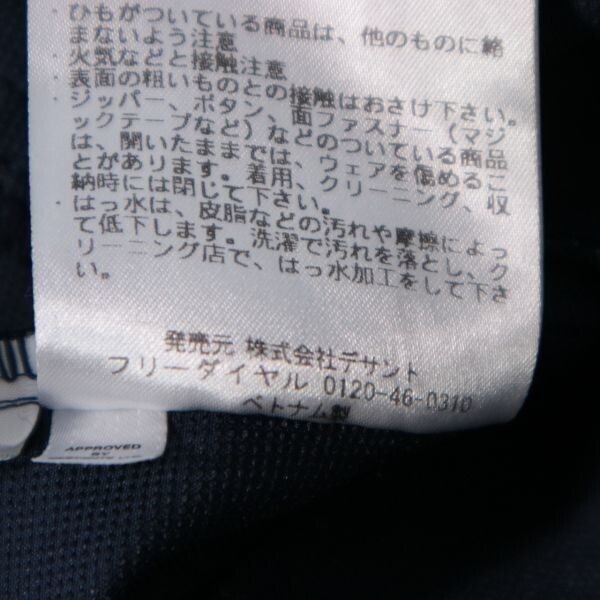 ・ひもがついている商品は、他のものに絡
まないよう注意
・火気などと接触注意
・表面の粗いものとの接触はおさけ下さい。
・ジッパー、ボタン、面ファスナー（マジ
ックテープなど）などのついている商品
は、開いたままでは、ウェアを傷めるこ
とがあります。着用、クリーニング、収
納時には閉じて下さい。
・はっ水は、皮脂などの汚れや摩擦によっ
て低下します。洗濯で汚れを落とし、ク
リーニング店で、はっ水加工をして下さ
い。
発売元 株式会社デサント
フリーダイヤル 0120-46-0310
ベトナム製
APPROVED
BY